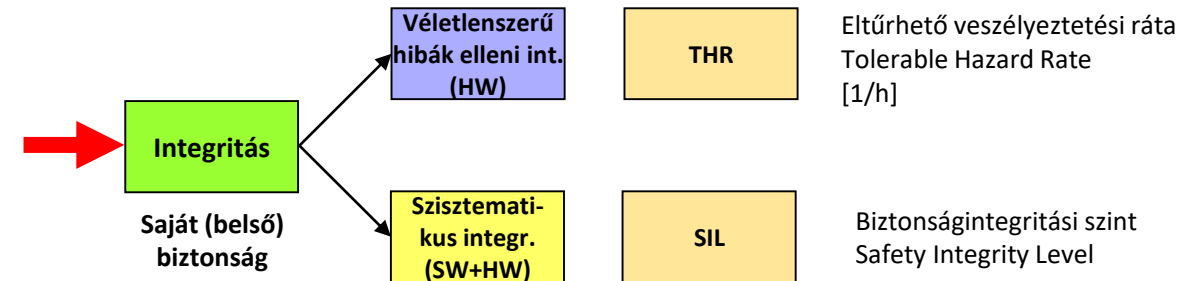 Integritás
Saját (belső)
biztonság
Véletlenszerű
hibák elleni int.
(HW)
THR
Eltűrhető veszélyeztetési ráta
Tolerable Hazard Rate
[1/h]
Szisztemati-
kus integr.
(SW+HW)
SIL
Biztonságintegritási szint
Safety Integrity Level